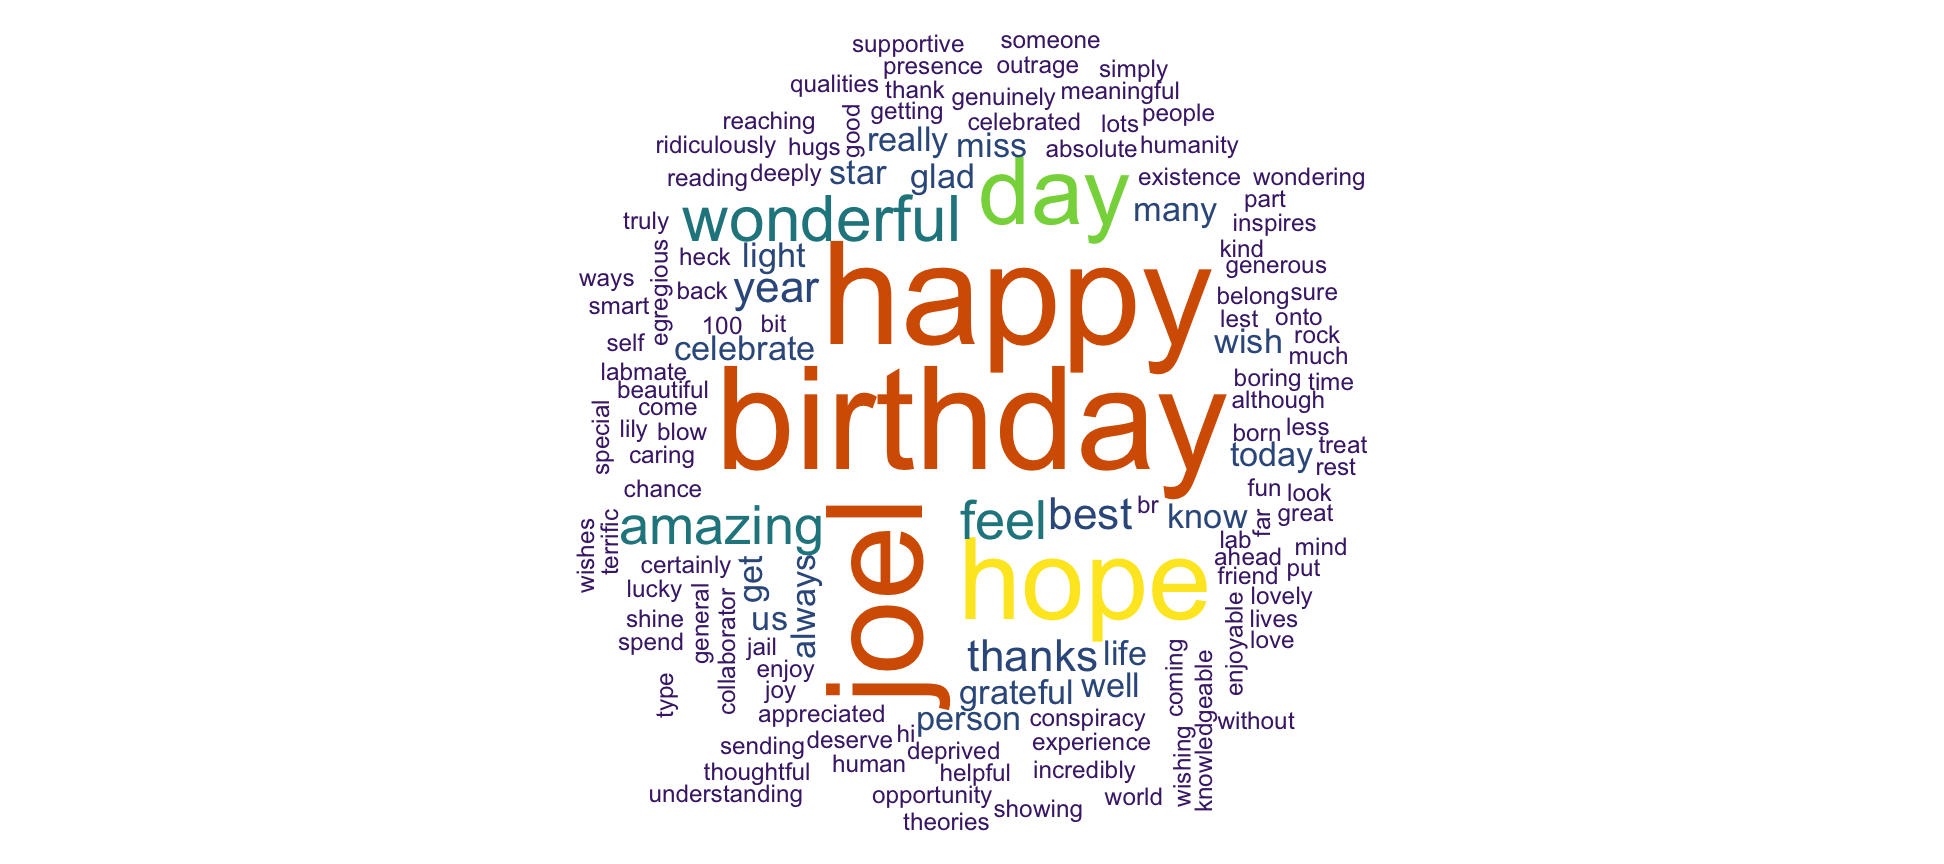 supportive
someone
presence
outrage
simply
qualities
thank
genuinely
meaningful
reaching
good
getting
celebrated
lots
people
ridiculously
hugs
really
miss
absolute
humanity
reading
deeply
star
glad
day
existence
wondering
truly
wonderful
many
part
inspires
ways
egregious
heck
light
happy
kind
generous
smart
back
year
belong
sure
100
bit
lest
onto
self
celebrate
wish
rock
much
labmate
beautiful
birthday
boring
time
special
come
although
lily
blow
born
less
caring
today
treat
rest
chance
fun
look
wishes
terrific
amazing
joel
feel
best
br
know
far
great
certainly
get
always
hope
lab
ahead
mind
lucky
general
collaborator
friend
put
shine
us
enjoyable
lovely
spend
jail
thanks
life
lives
love
type
enjoy
joy
grateful
well
coming
knowledgeable
appreciated
person
conspiracy
without
sending
deserve
hi
deprived
experience
wishing
thoughtful
human
helpful
incredibly
understanding
opportunity
showing
world
theories